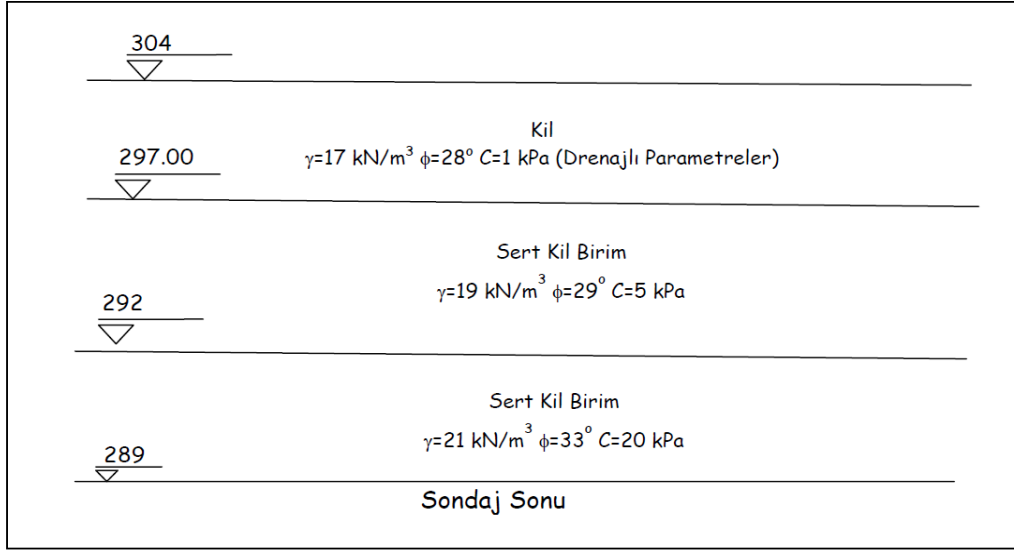 304
Kil
297.00
γ=17 kN/m³ ϕ=28° C=1 kPa (Drenajlı Parametreler)
Sert Kil Birim
γ=19 kN/m³ ϕ=29° C=5 kPa
292
Sert Kil Birim
γ=21 kN/m³ ϕ=33° C=20 kPa
289
Sondaj Sonu